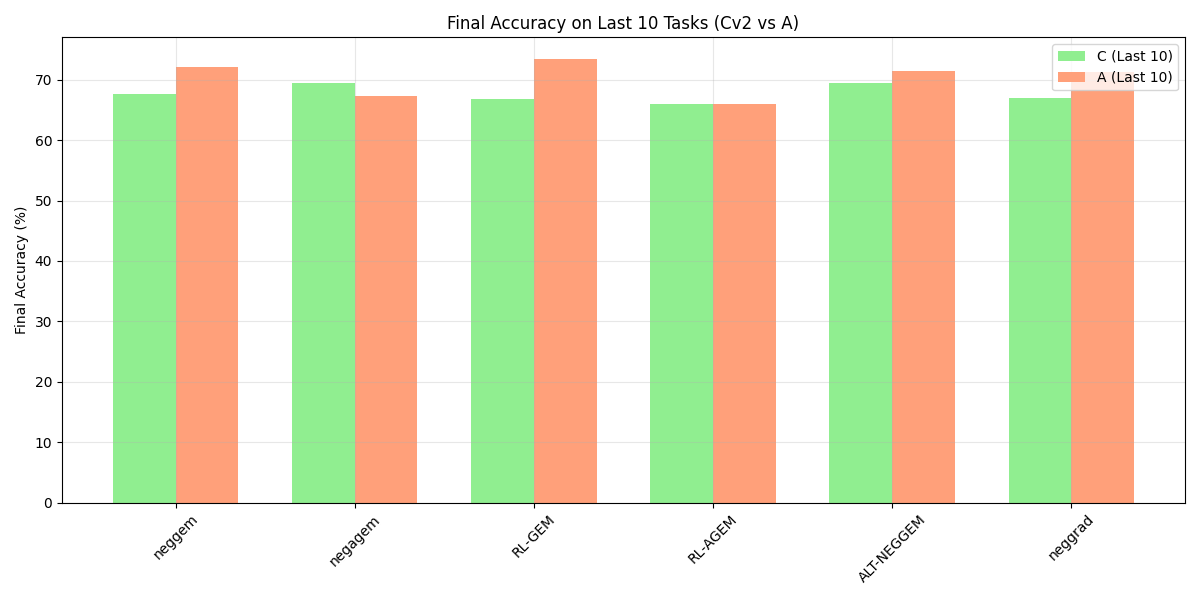 Final Accuracy on Last 10 Tasks (Cv2 vs A)
C (Last 10)
A (Last 10)
Final Accuracy (%)
70
60
50
40
30
20
10
0
neggem
negagem
RL-GEM
RL-AGEM
ALT-NEGGEM
neggrad